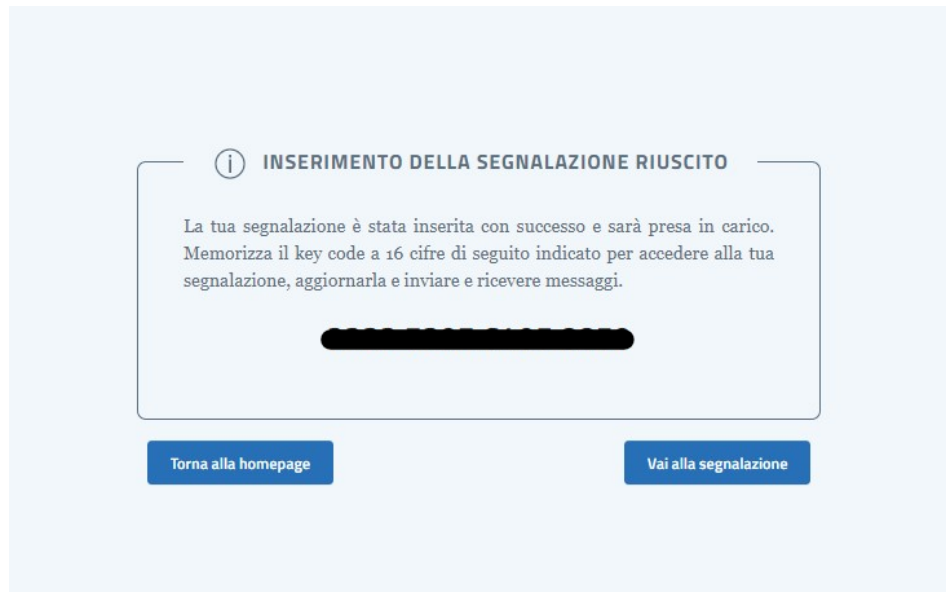 INSERIMENTO DELLA SEGNALAZIONE RIUSCITO
La tua segnalazione è stata inserita con successo e sarà presa in carico.
Memorizza il key code a 16 cifre di seguito indicato per accedere alla tua
segnalazione, aggiornarla e inviare e ricevere messaggi.
Torna alla homepage
Vai alla segnalazione